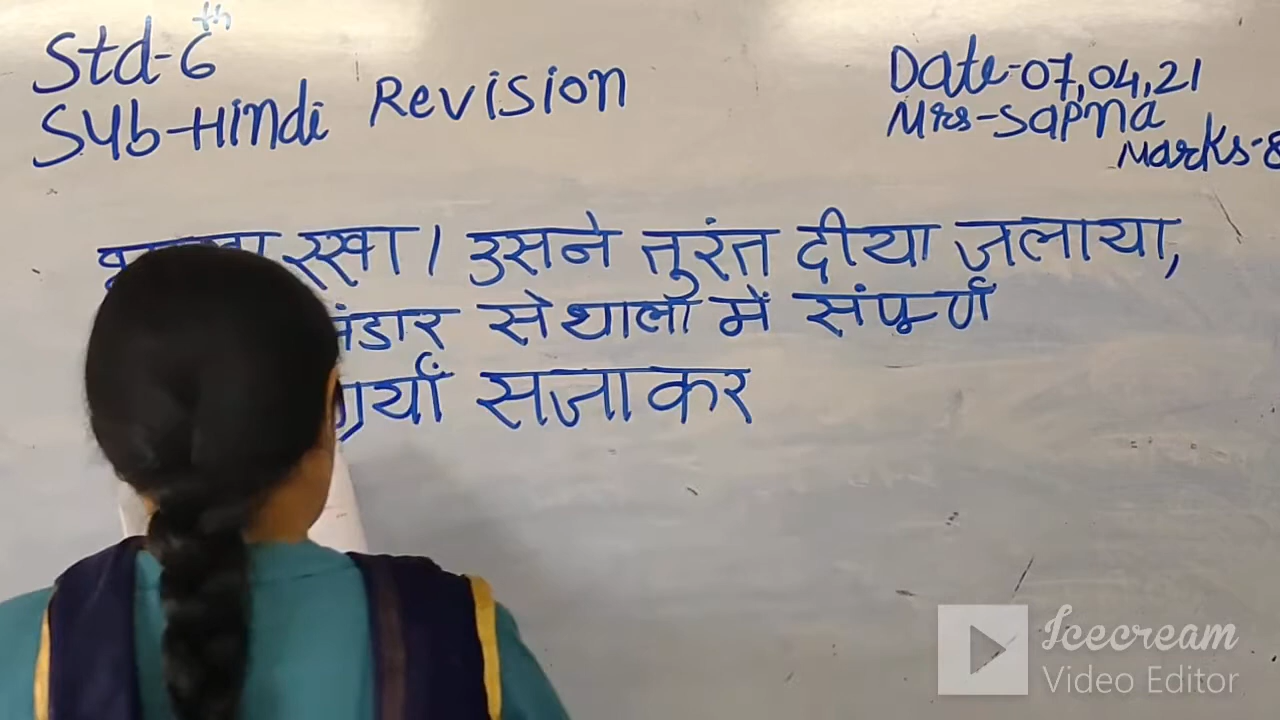 Std-6th
Sub-Hindi Revision
Date-07,04,21
Mrs-Sapna
Marks-8
रखा। उसने तुरंत दीया जलाया,
से थाली में संपूर्ण
सजाकर
Icecream
Video Editor